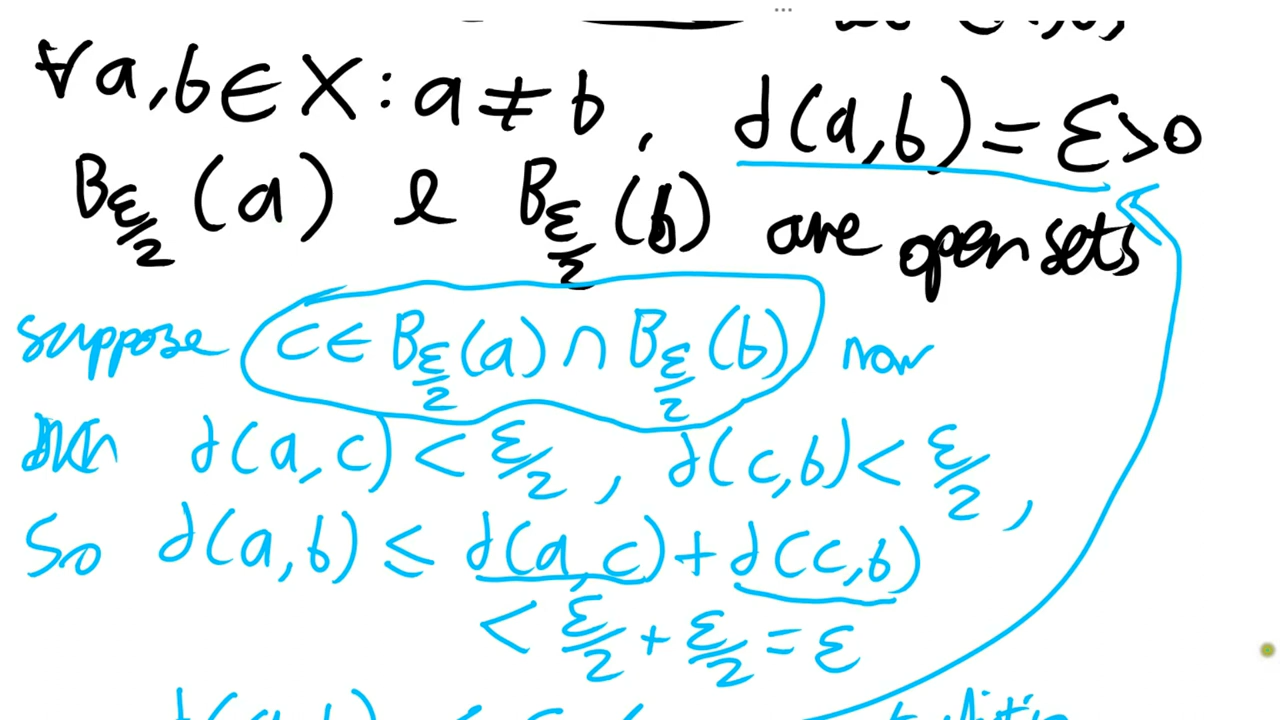 ∀a,b∈X: a≠b, d(a,b)=ε>0
B_{ε/2}(a) & B_{ε/2}(b) are open sets
suppose c∈B_{ε/2}(a)∩B_{ε/2}(b) now
then d(a,c)<ε/2, d(c,b)<ε/2,
So d(a,b)≤d(a,c)+d(c,b)
<ε/2+ε/2=ε